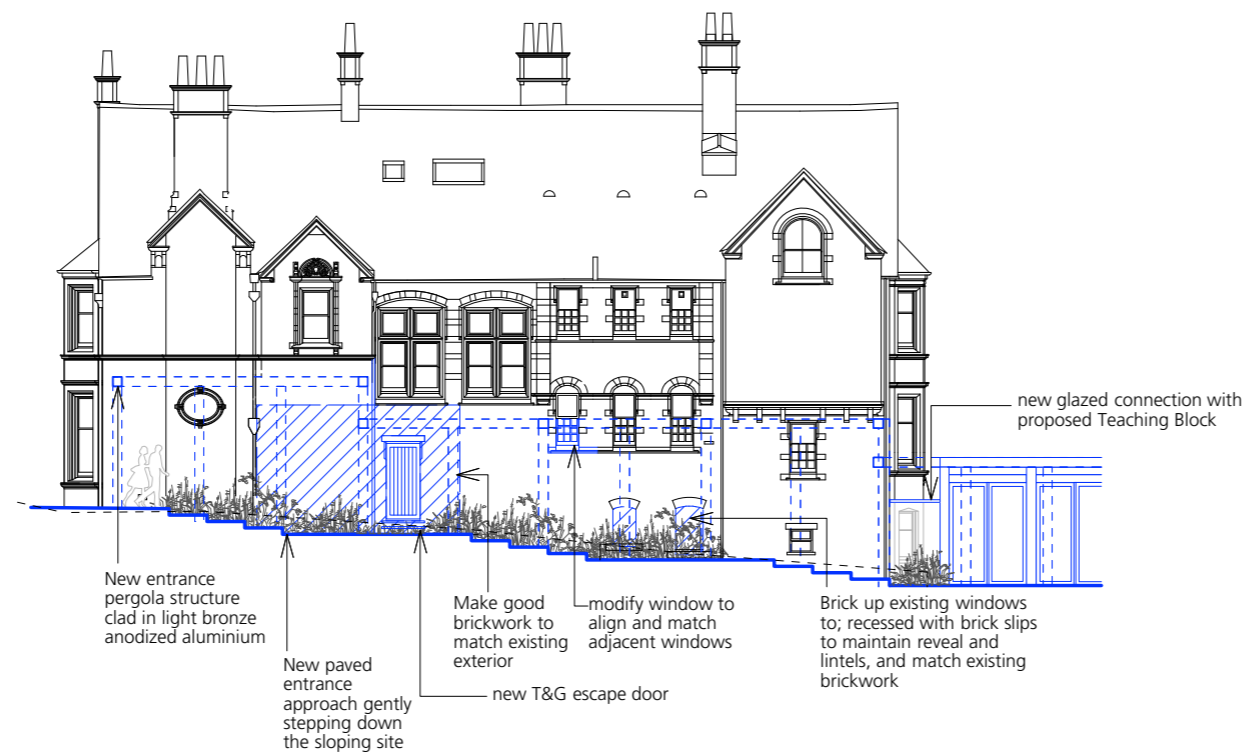 new glazed connection with
proposed Teaching Block
New entrance
pergola structure
clad in light bronze
anodized aluminium
New paved
entrance
approach gently
stepping down
the sloping site
Make good
brickwork to
match existing
exterior
new T&G escape door
modify window to
align and match
adjacent windows
Brick up existing windows
to; recessed with brick slips
to maintain reveal and
lintels, and match existing
brickwork